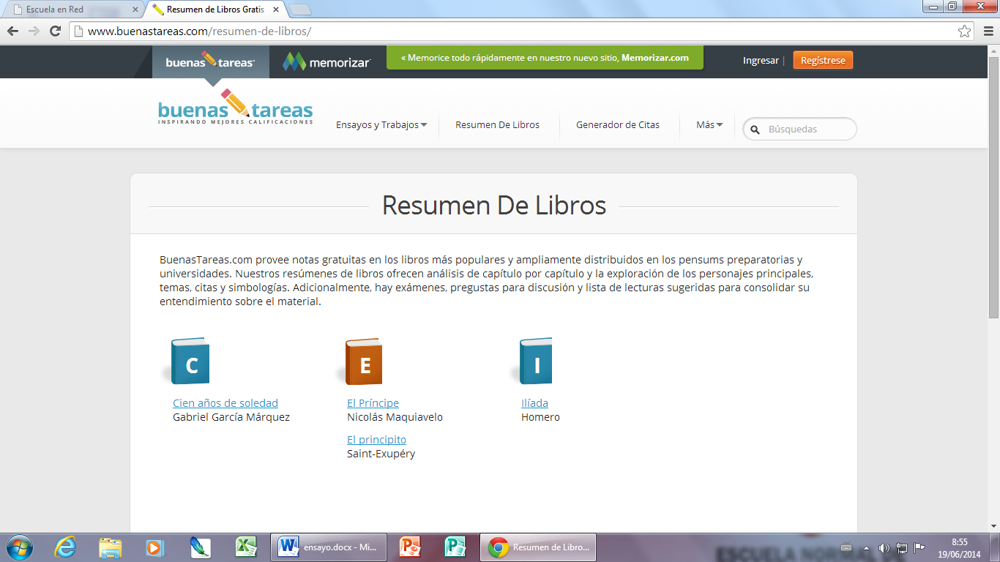 Escuela en Red
Resumen de Libros Gratis
www.buenastareas.com/resumen-de-libros/
buenas tareas
memorizar
« Memorice todo rápidamente en nuestro nuevo sitio, Memorizar.com
Ingresar |
Regístrese
buenas tareas
INSPIRANDO MEJORES CALIFICACIONES
Ensayos y Trabajos
Resumen De Libros
Generador de Citas
Más
Búsquedas
Resumen De Libros
BuenasTareas.com provee notas gratuitas en los libros más populares y ampliamente distribuidos en los pensums preparatorias y
universidades. Nuestros resúmenes de libros ofrecen análisis de capítulo por capítulo y la exploración de los personajes principales,
temas, citas y simbologías. Adicionalmente, hay exámenes, pregustas para discusión y lista de lecturas sugeridas para consolidar su
entendimiento sobre el material.
C
Cien años de soledad
Gabriel García Márquez
E
El Príncipe
Nicolás Maquiavelo
El principito
Saint-Exupéry
I
Ilíada
Homero
ensayo.docx - Mi...
Resumen de Libro...
ESCUELA NORMAL DE
8:55
19/06/2014